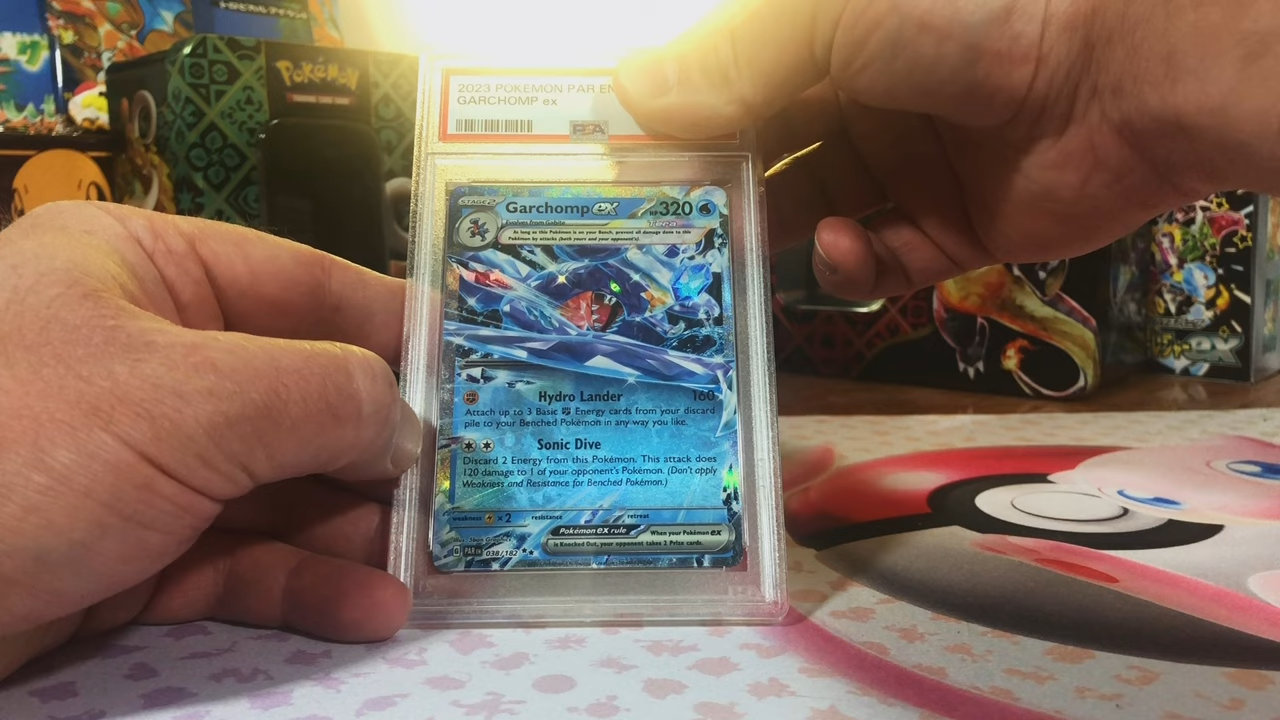 POKÉMON
2023 POKEMON PAR EN
GARCHOMP ex
PSA
STAGE 2
Garchomp ex
HP 320
Evolves from Gabite
As long as this Pokémon is on your Bench, prevent all damage done to this
Pokémon by attacks (both yours and your opponent's).
Hydro Lander 160
Attach up to 3 Basic Energy cards from your discard
pile to your Benched Pokémon in any way you like.
Sonic Dive
Discard 2 Energy from this Pokémon. This attack does
120 damage to 1 of your opponent's Pokémon. (Don't apply
Weakness and Resistance for Benched Pokémon.)
weakness ×2 resistance retreat
Pokémon ex rule When your Pokémon ex
is Knocked Out, your opponent takes 2 Prize cards.
G PAR EN 038/182 ★★
ex